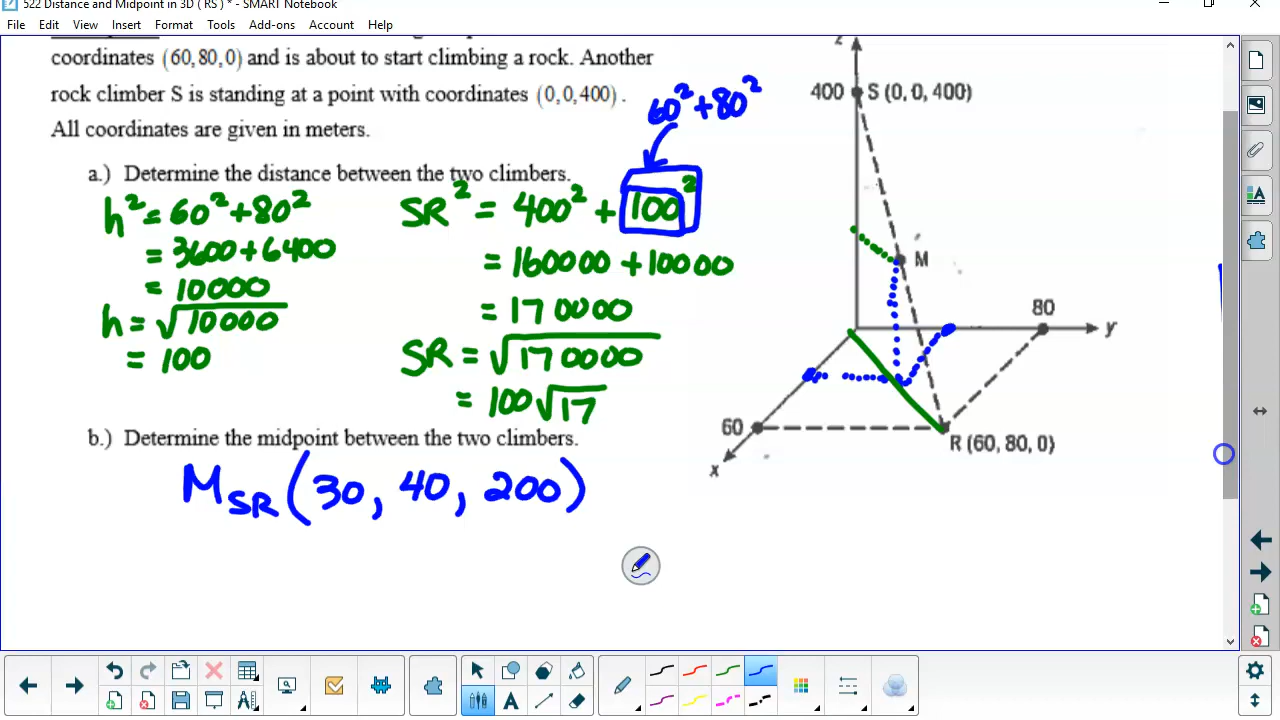 522 Distance and Midpoint in 3D ( RS ) * - SMART Notebook
File Edit View Insert Format Tools Add-ons Account Help
coordinates (60,80,0) and is about to start climbing a rock. Another
rock climber S is standing at a point with coordinates (0,0,400).
All coordinates are given in meters.
60² + 80²
a.) Determine the distance between the two climbers.
h² = 60² + 80²
= 3600 + 6400
= 10000
h = √10000
= 100
SR² = 400² + 100²
= 160000 + 10000
= 170000
SR = √170000
= 100√17
b.) Determine the midpoint between the two climbers.
M_SR (30, 40, 200)
z
400 S (0, 0, 400)
M
80
y
60
R (60, 80, 0)
x